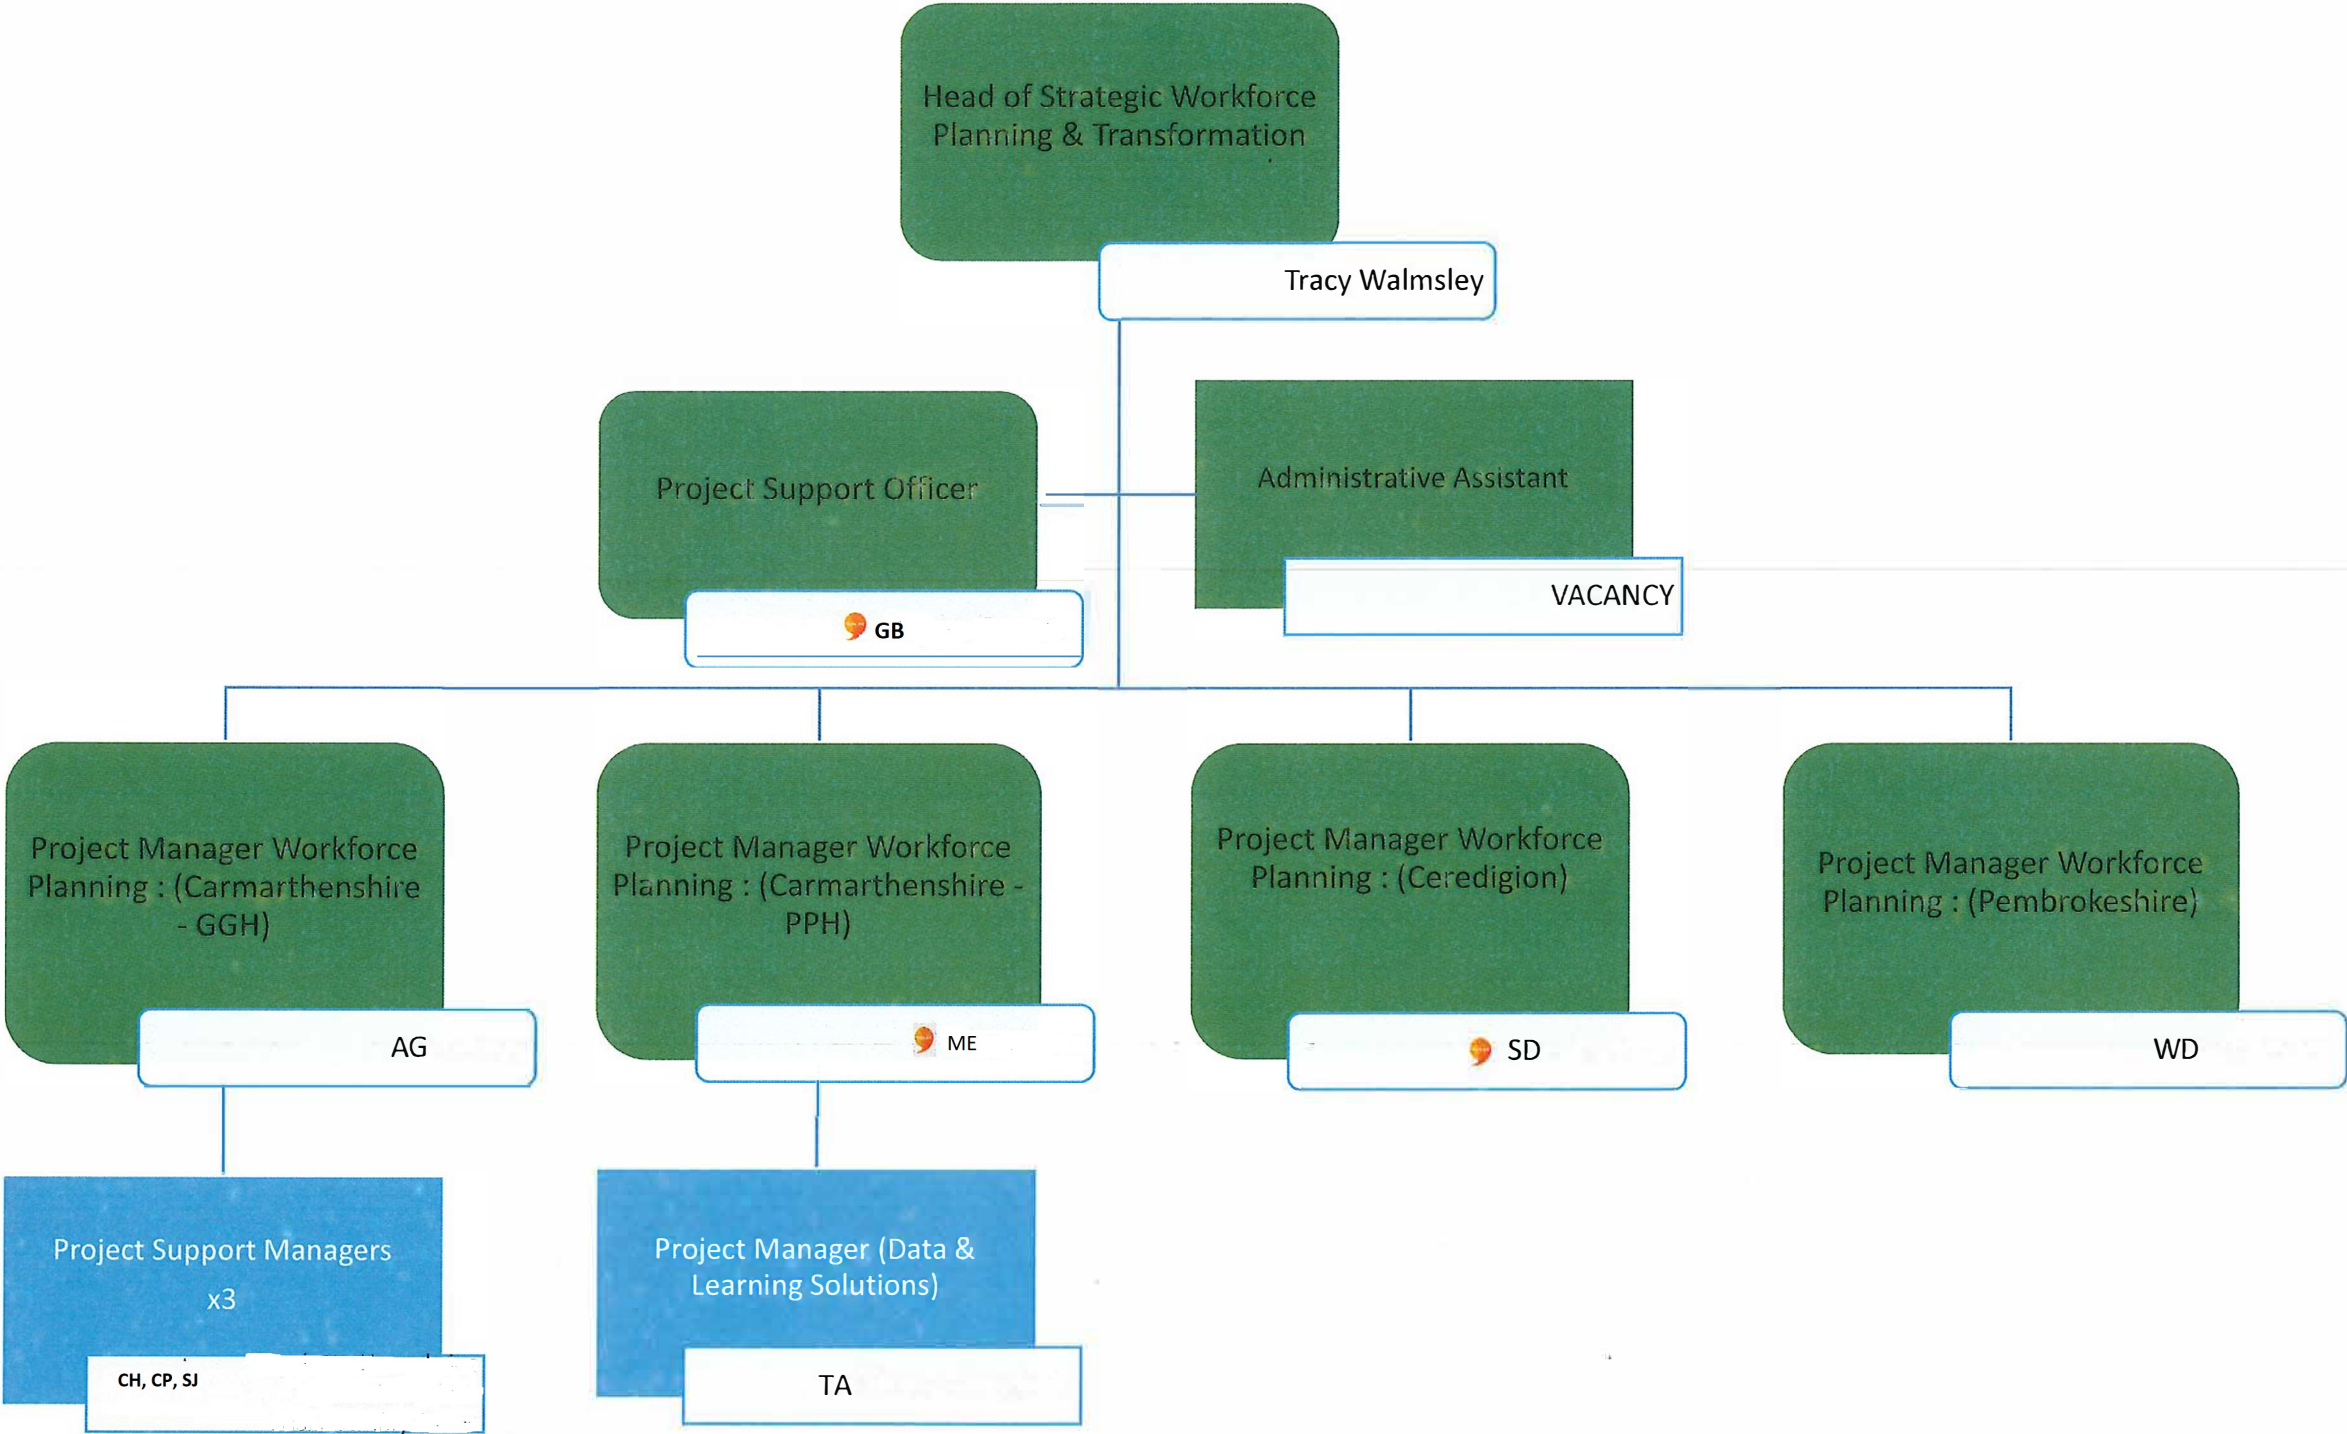 Head of Strategic Workforce
Planning & Transformation
Tracy Walmsley
Project Support Officer
GB
Administrative Assistant
VACANCY
Project Manager Workforce
Planning : (Carmarthenshire
- GGH)
AG
Project Manager Workforce
Planning : (Carmarthenshire -
PPH)
ME
Project Manager Workforce
Planning : (Ceredigion)
SD
Project Manager Workforce
Planning : (Pembrokeshire)
WD
Project Support Managers
x3
CH, CP, SJ
Project Manager (Data &
Learning Solutions)
TA